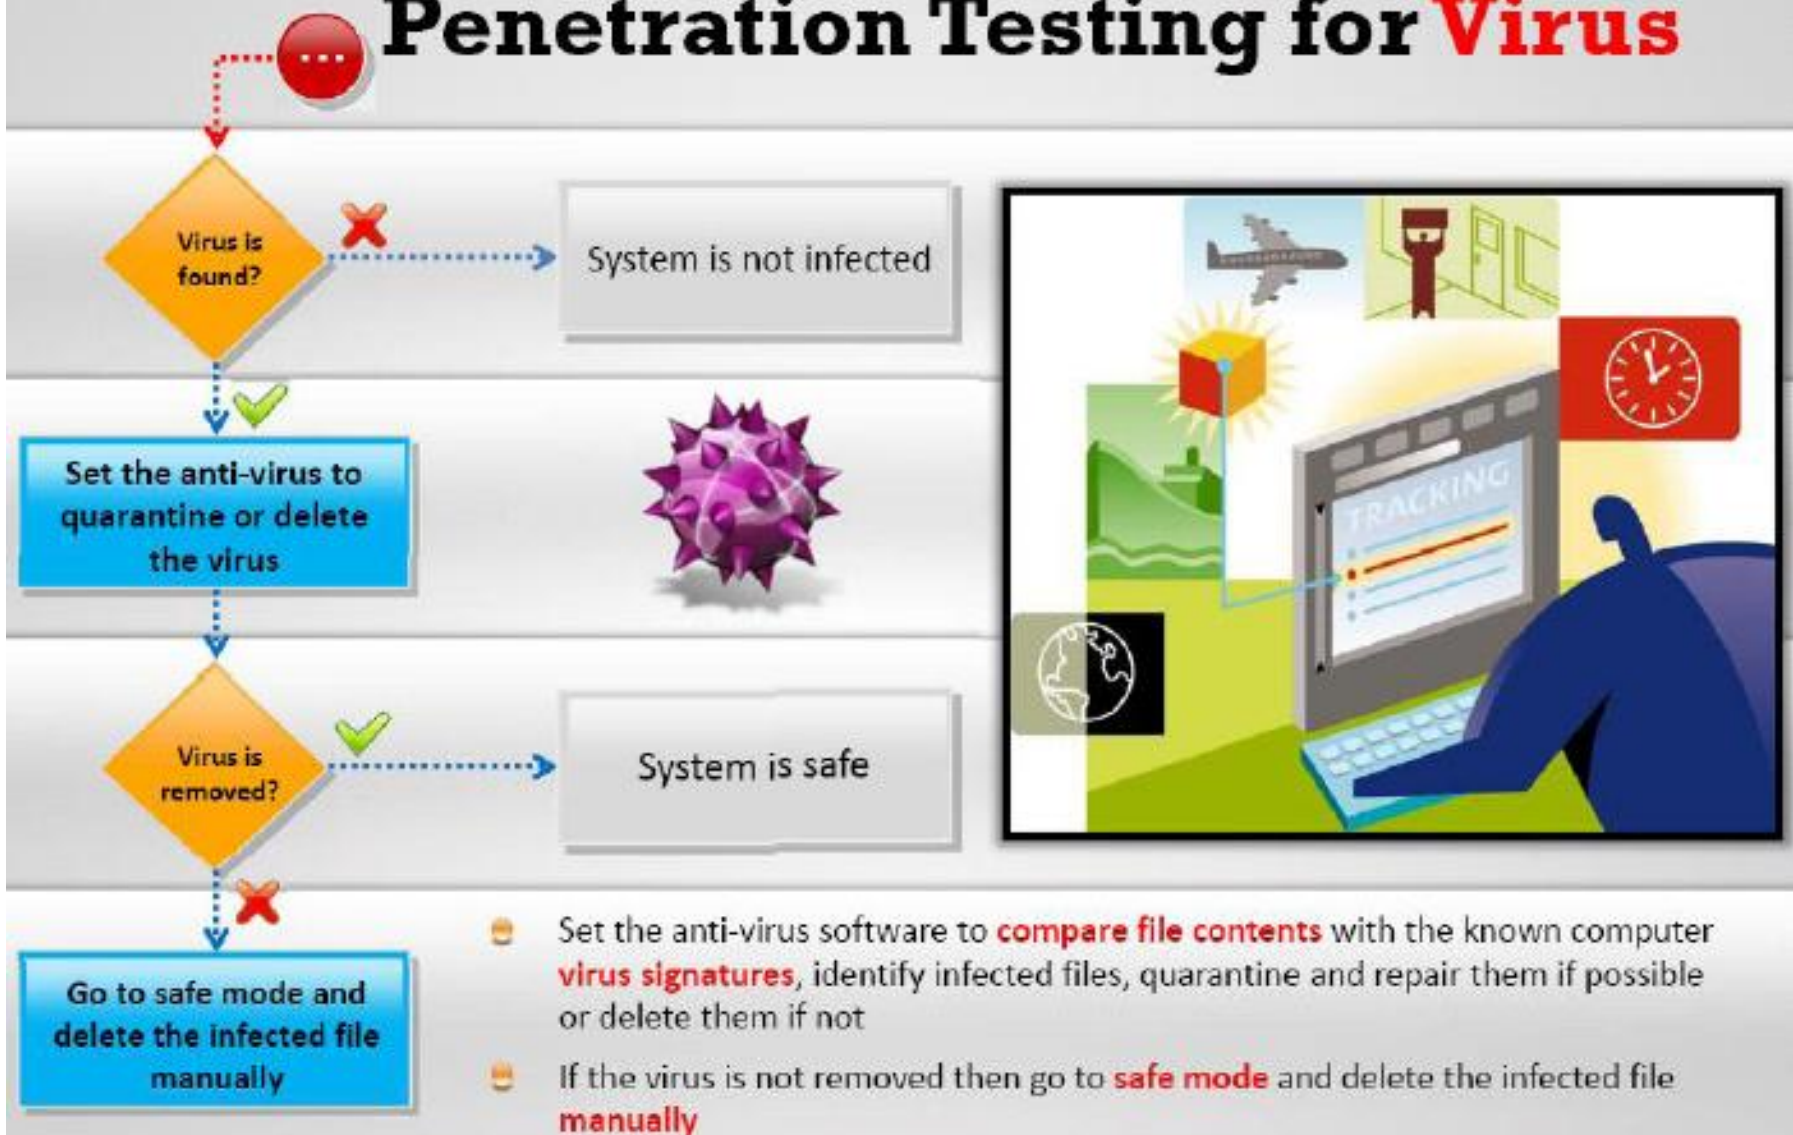 Penetration Testing for Virus
Virus is
found?
System is not infected
Set the anti-virus to
quarantine or delete
the virus
TRACKING
Virus is
removed?
System is safe
Go to safe mode and
delete the infected file
manually
Set the anti-virus software to compare file contents with the known computer
virus signatures, identify infected files, quarantine and repair them if possible
or delete them if not
If the virus is not removed then go to safe mode and delete the infected file
manually